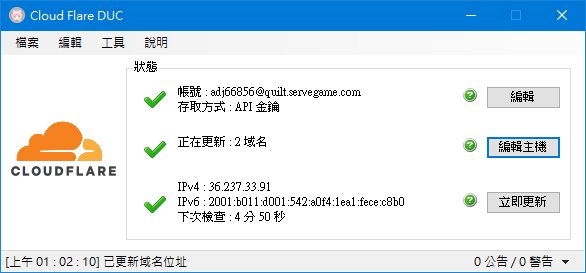 Cloud Flare DUC
檔案 編輯 工具 說明
狀態
帳號 : adj66856@quilt.servegame.com
存取方式 : API 金鑰
編輯
CLOUDFLARE
正在更新 : 2 域名
編輯主機
IPv4 : 36.237.33.91
IPv6 : 2001:b011:d001:542:a0f4:1ea1:fece:c8b0
下次檢查 : 4 分 50 秒
立即更新
[上午 01 : 02 : 10] 已更新域名位址
0 公告 / 0 警告